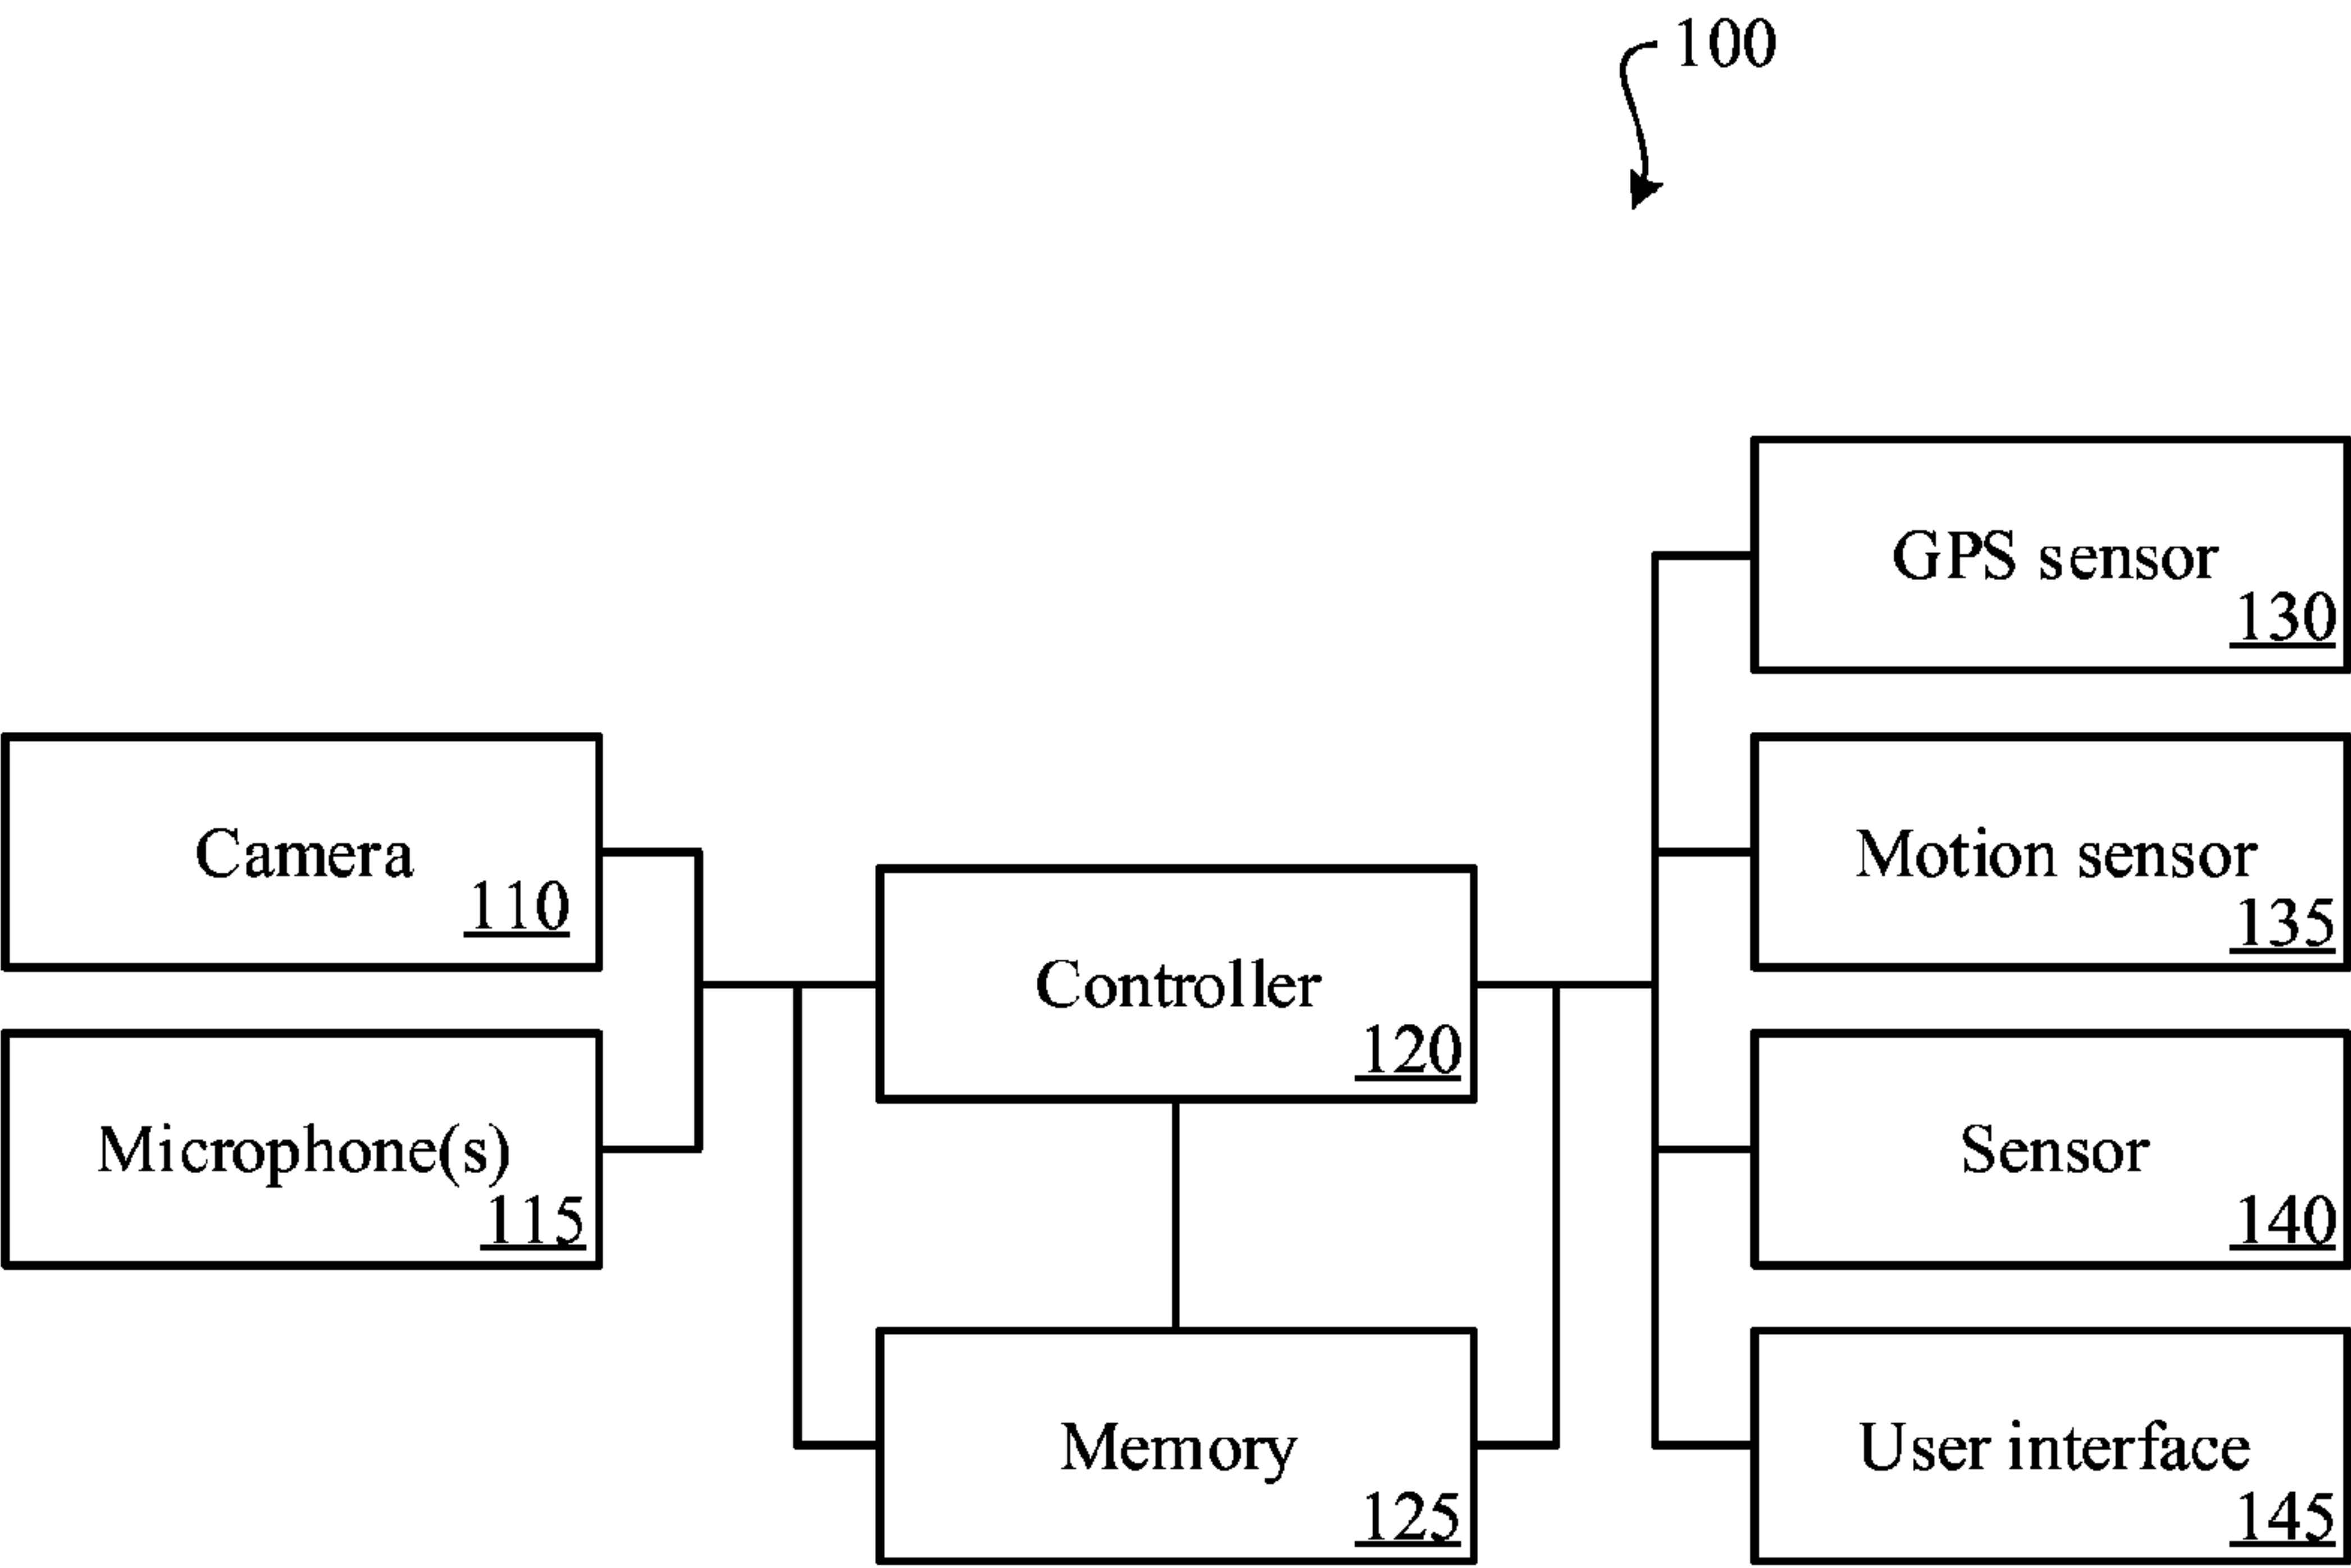 100
GPS sensor
130
Camera
110
Motion sensor
135
Controller
120
Microphone(s)
115
Sensor
140
Memory
125
User interface
145